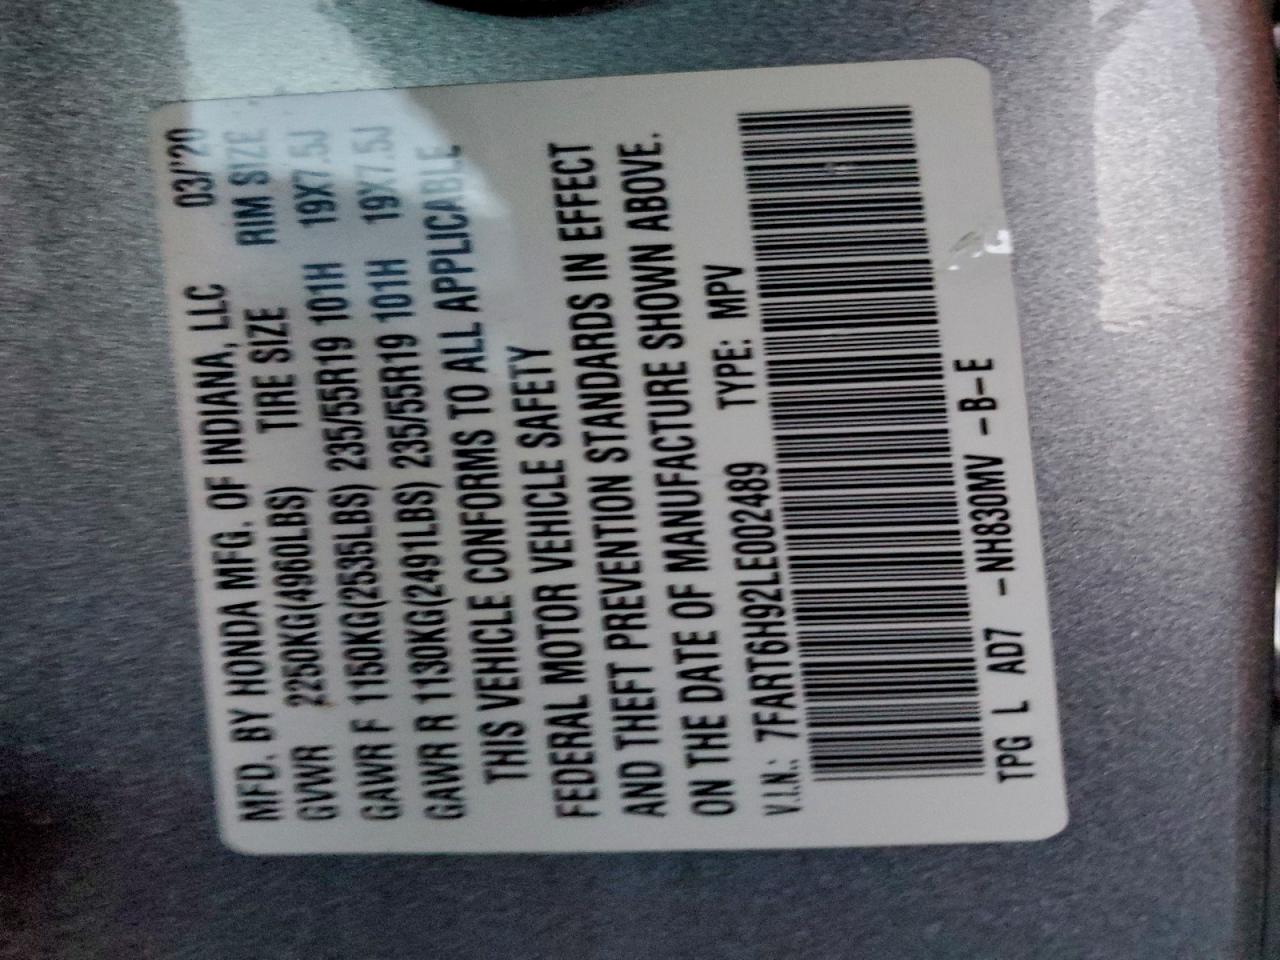 MFD. BY HONDA MFG. OF INDIANA, LLC 03/'20
TIRE SIZE RIM SIZE
GVWR 2250KG(4960LBS)
GAWR F 1150KG(2535LBS) 235/55R19 101H 19X7.5J
GAWR R 1130KG(2491LBS) 235/55R19 101H 19X7.5J
THIS VEHICLE CONFORMS TO ALL APPLICABLE
FEDERAL MOTOR VEHICLE SAFETY
AND THEFT PREVENTION STANDARDS IN EFFECT
ON THE DATE OF MANUFACTURE SHOWN ABOVE.
V.I.N.: 7FART6H92LE002489 TYPE: MPV
TPG L AD7 -NH830MV -B-E